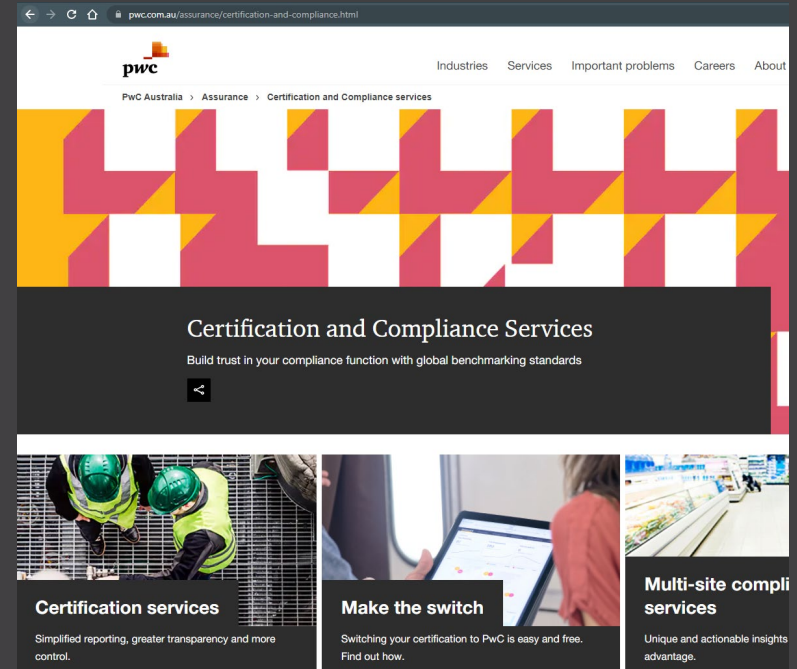 pwc.com.au/assurance/certification-and-compliance.html
pwc
Industries Services Important problems Careers About
PwC Australia > Assurance > Certification and Compliance services
Certification and Compliance Services
Build trust in your compliance function with global benchmarking standards
Certification services
Simplified reporting, greater transparency and more
control.
Make the switch
Switching your certification to PwC is easy and free.
Find out how.
Multi-site compli
services
Unique and actionable insights
advantage.